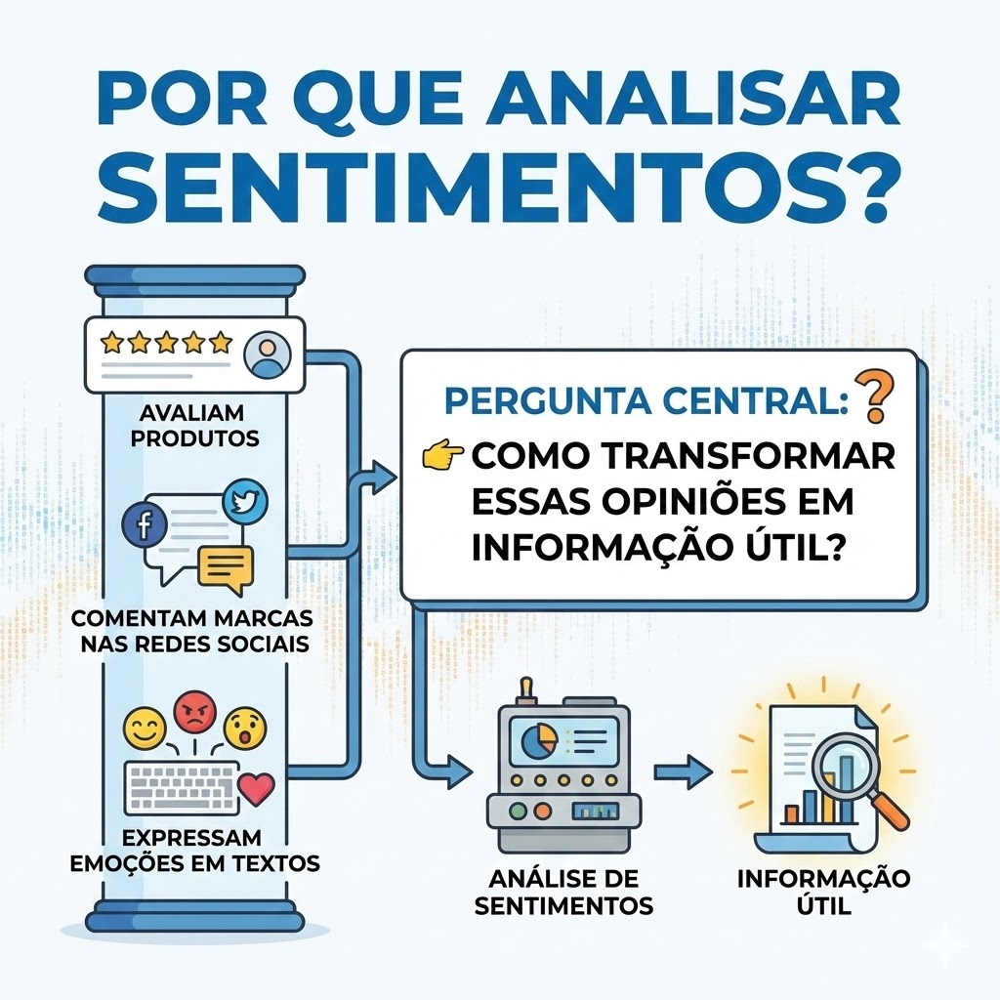 POR QUE ANALISAR
SENTIMENTOS?
AVALIAM
PRODUTOS
COMENTAM MARCAS
NAS REDES SOCIAIS
EXPRESSAM
EMOÇÕES EM TEXTOS
PERGUNTA CENTRAL:❓
👉COMO TRANSFORMAR
ESSAS OPINIÕES EM
INFORMAÇÃO ÚTIL?
ANÁLISE DE
SENTIMENTOS
INFORMAÇÃO
ÚTIL